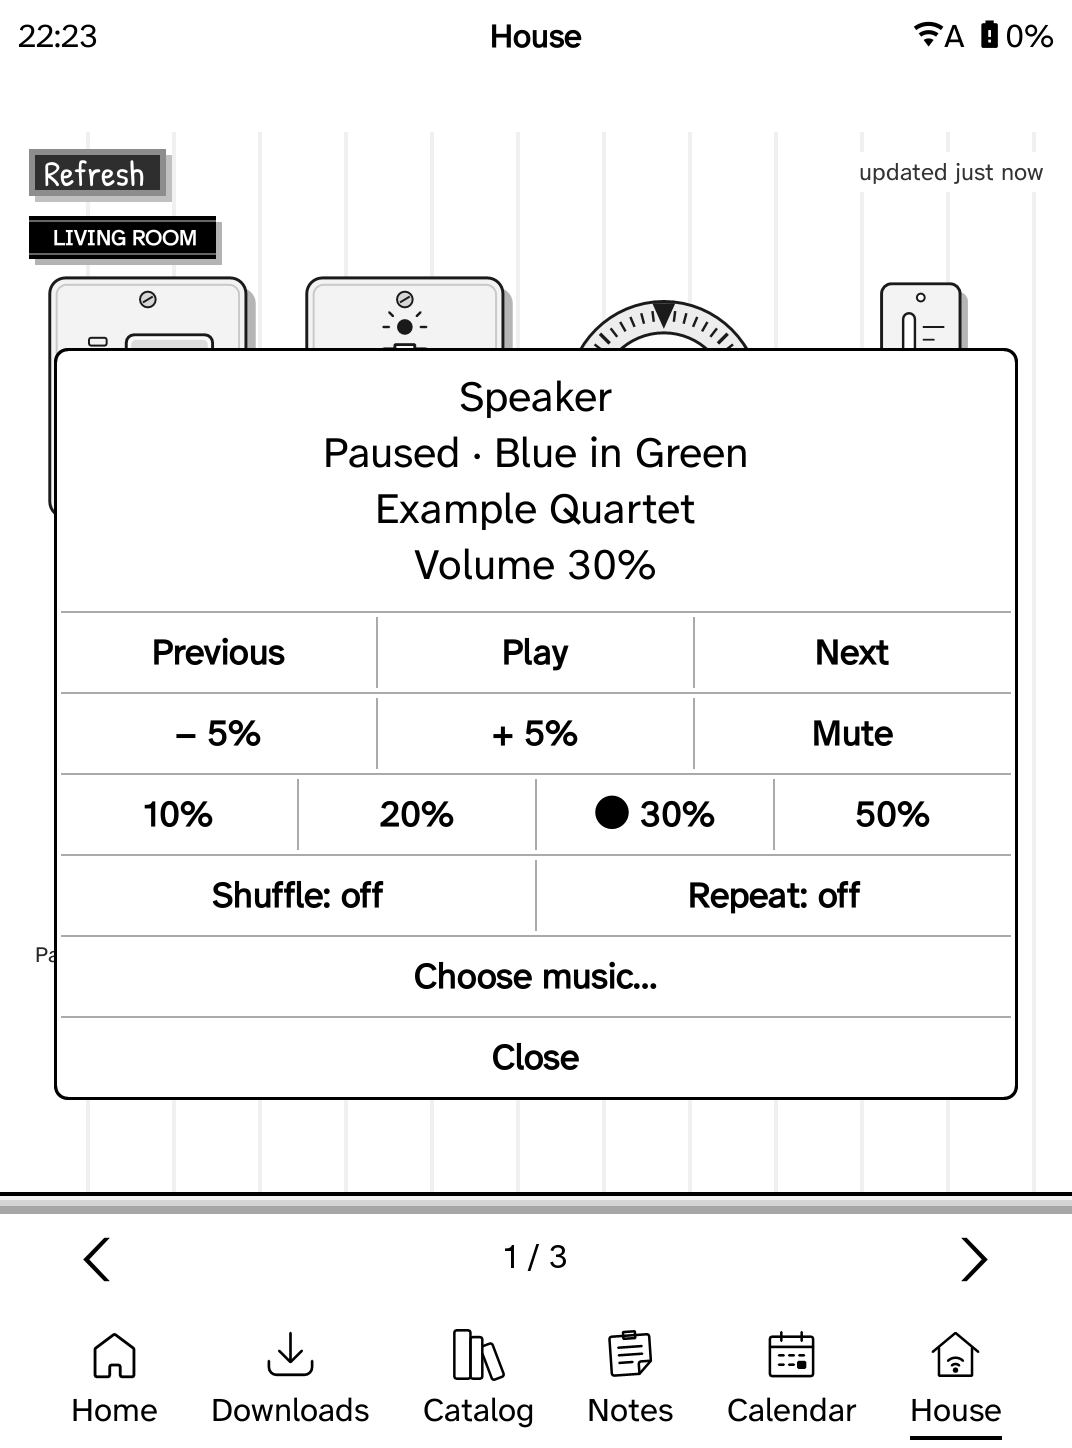 22:23 House A 0%
Refresh updated just now
LIVING ROOM
Speaker
Paused · Blue in Green
Example Quartet
Volume 30%
Previous Play Next
– 5% + 5% Mute
10% 20% 30% 50%
Shuffle: off Repeat: off
Choose music...
Close
1 / 3
Home Downloads Catalog Notes Calendar House